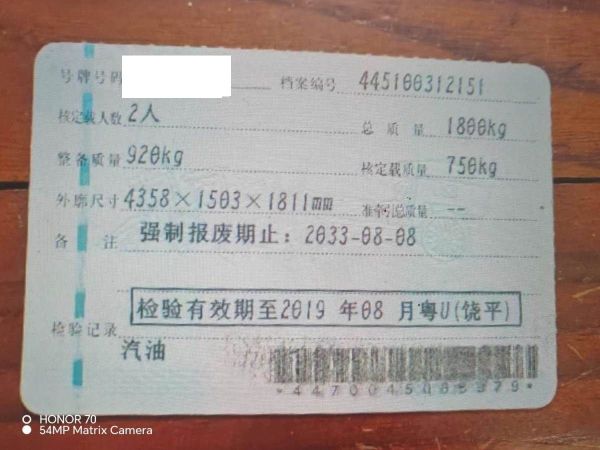 号牌号码 档案编号 445100312151
核定载人数 2人 总质量 1800kg
整备质量 920kg 核定载质量 750kg
外廓尺寸 4358×1503×1811mm 准牵引总质量 --
备注 强制报废期止：2033-08-08
检验有效期至2019 年08 月粤U(饶平)
检验记录
汽油
HONOR 70
54MP Matrix Camera